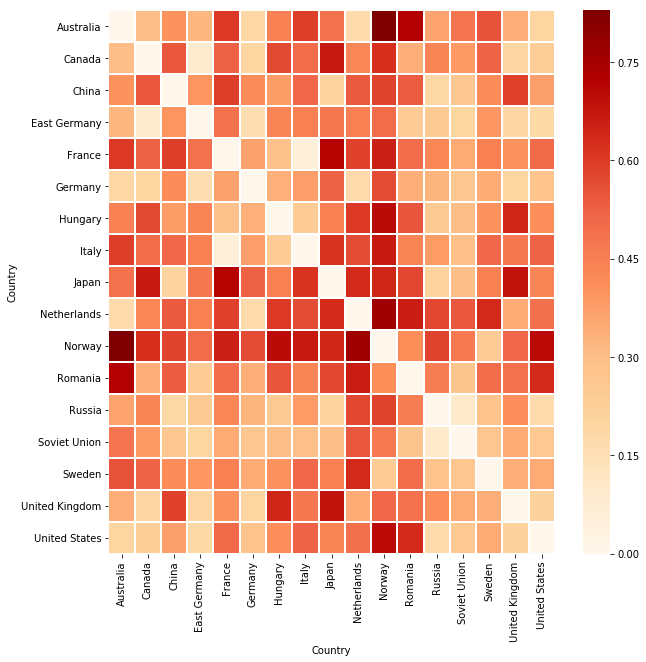 Australia
Canada
China
East Germany
France
Germany
Hungary
Italy
Japan
Netherlands
Norway
Romania
Russia
Soviet Union
Sweden
United Kingdom
United States
Country
Australia
Canada
China
East Germany
France
Germany
Hungary
Italy
Japan
Netherlands
Norway
Romania
Russia
Soviet Union
Sweden
United Kingdom
United States
Country
0.75
0.60
0.45
0.30
0.15
0.00